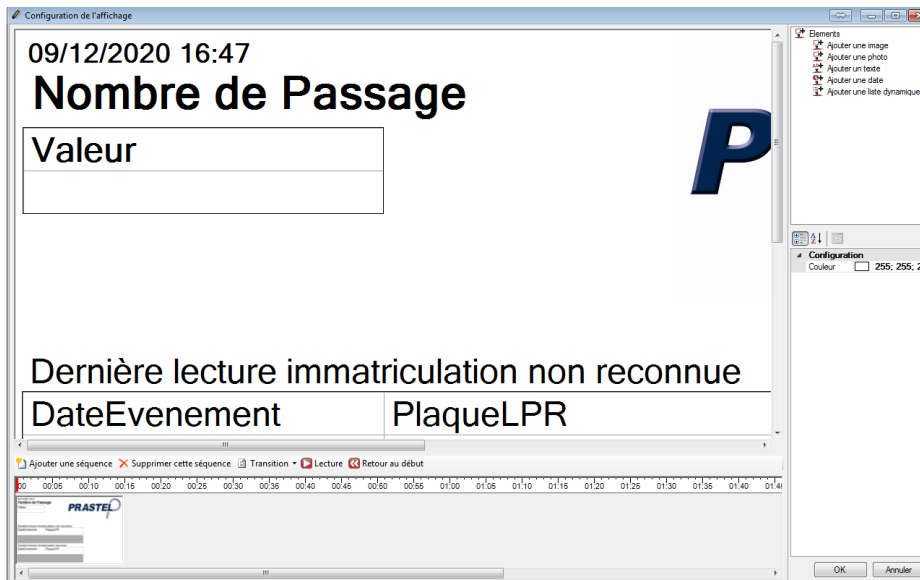 Configuration de l'affichage
09/12/2020 16:47
Nombre de Passage
Valeur
P
Dernière lecture immatriculation non reconnue
DateEvenement PlaqueLPR
Elements
Ajouter une image
Ajouter une photo
Ajouter un texte
Ajouter une date
Ajouter une liste dynamique
Configuration
Couleur 255; 255; 2
Ajouter une séquence Supprimer cette séquence Transition Lecture Retour au début
00 00:05 00:10 00:15 00:20 00:25 00:30 00:35 00:40 00:45 00:50 00:55 01:00 01:05 01:10 01:15 01:20 01:25 01:30 01:35 01:40 01:4
Nombre de Passage
PRASTEL
OK Annuler